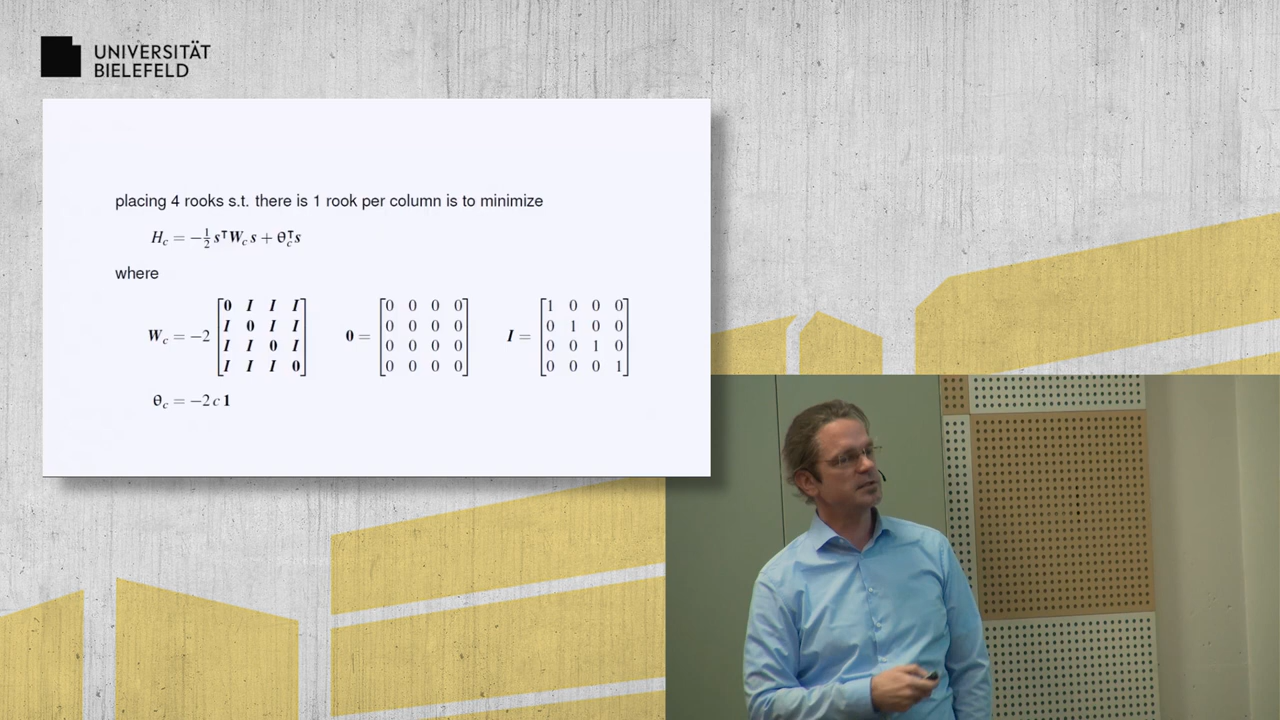 UNIVERSITÄT
BIELEFELD
placing 4 rooks s.t. there is 1 rook per column is to minimize
H_c = −½ sᵀW_c s + θ_cᵀs
where
W_c = −2 [0 I I I; I 0 I I; I I 0 I; I I I 0] 0 = [0 0 0 0; 0 0 0 0; 0 0 0 0; 0 0 0 0] I = [1 0 0 0; 0 1 0 0; 0 0 1 0; 0 0 0 1]
θ_c = −2 c 1